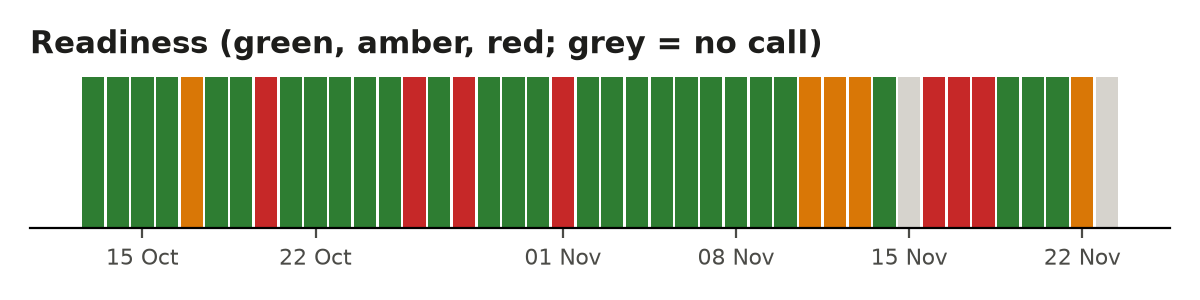 Readiness (green, amber, red; grey = no call)
15 Oct 22 Oct 01 Nov 08 Nov 15 Nov 22 Nov